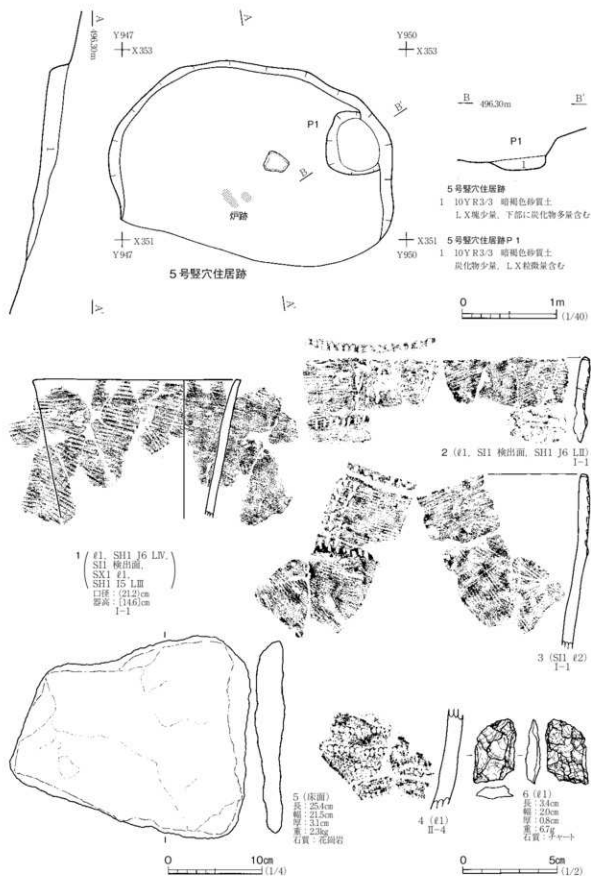 A
496.30m
A'
Y947
X353
Y950
X353
P1
B'
B
炉跡
X351
Y947
X351
Y950
5号竪穴住居跡
A'
A'
B
496.30m
B'
P1
1
5号竪穴住居跡
1 10YR3/3 暗褐色砂質土
LX塊少量，下部に炭化物多量含む
5号竪穴住居跡P1
1 10YR3/3 暗褐色砂質土
炭化物少量，LX粒微量含む
0 1m
(1/40)
1
1
ℓ1，SH1 J6 LⅣ，
SI1 検出面，
SX1 ℓ1，
SH1 I5 LⅢ
口径：(21.2)cm
器高：[14.6]cm
I-1
2（ℓ1，SI1 検出面，SH1 J6 LⅡ）
I-1
3（SI1 ℓ2）
I-1
5（床面）
長：25.4cm
幅：21.5cm
厚：3.1cm
重：2.3kg
石質：花崗岩
4（ℓ1）
Ⅱ-4
6（ℓ1）
長：3.4cm
幅：2.0cm
厚：0.8cm
重：6.7g
石質：チャート
0 10cm
(1/4)
0 5cm
(1/2)